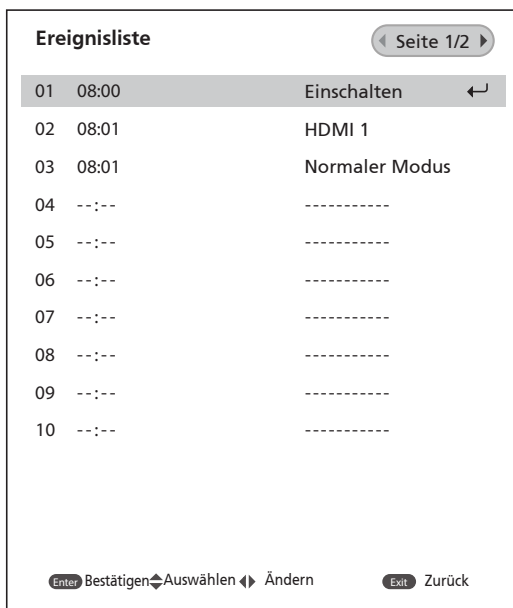 Ereignisliste Seite 1/2
01 08:00 Einschalten
02 08:01 HDMI 1
03 08:01 Normaler Modus
04 --:-- -----------
05 --:-- -----------
06 --:-- -----------
07 --:-- -----------
08 --:-- -----------
09 --:-- -----------
10 --:-- -----------
Enter Bestätigen Auswählen Ändern Exit Zurück